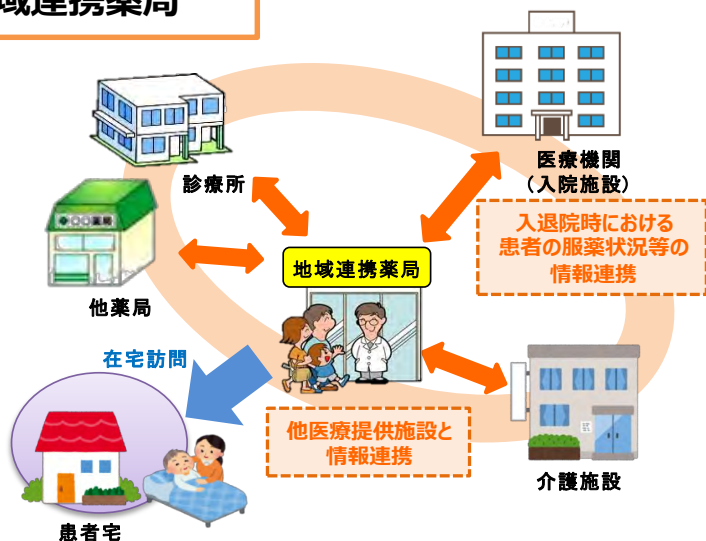 域連携薬局
診療所
医療機関
（入院施設）
入退院時における
患者の服薬状況等の
情報連携
○○薬局
他薬局
地域連携薬局
在宅訪問
他医療提供施設と
情報連携
介護施設
患者宅